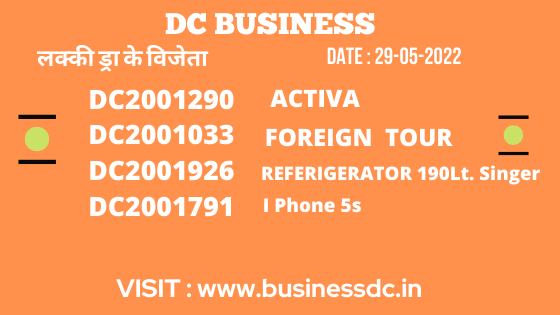 DC BUSINESS
लक्की ड्रा के विजेता DATE : 29-05-2022
DC2001290 ACTIVA
DC2001033 FOREIGN TOUR
DC2001926 REFERIGERATOR 190Lt. Singer
DC2001791 I Phone 5s
VISIT : www.businessdc.in